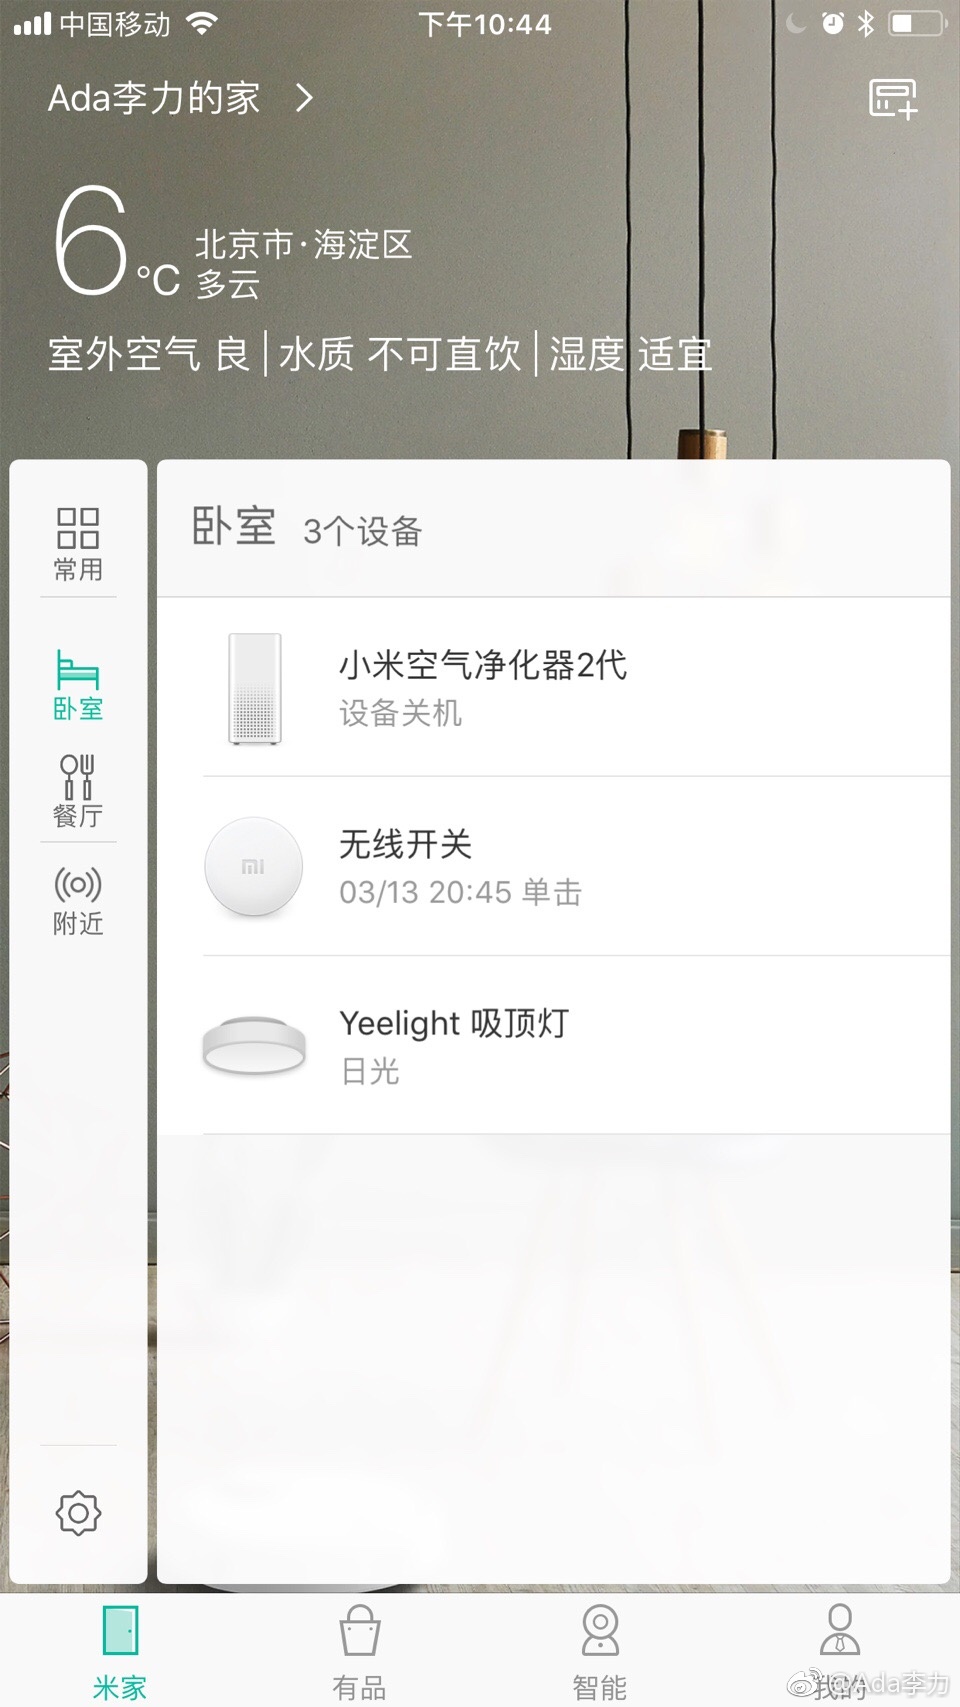 中国移动 下午10:44
Ada李力的家
6°C 北京市·海淀区
多云
室外空气 良|水质 不可直饮|湿度 适宜
常用
卧室
餐厅
附近
卧室 3个设备
小米空气净化器2代
设备关机
mi
无线开关
03/13 20:45 单击
Yeelight 吸顶灯
日光
米家 有品 智能 我的
@Ada李力